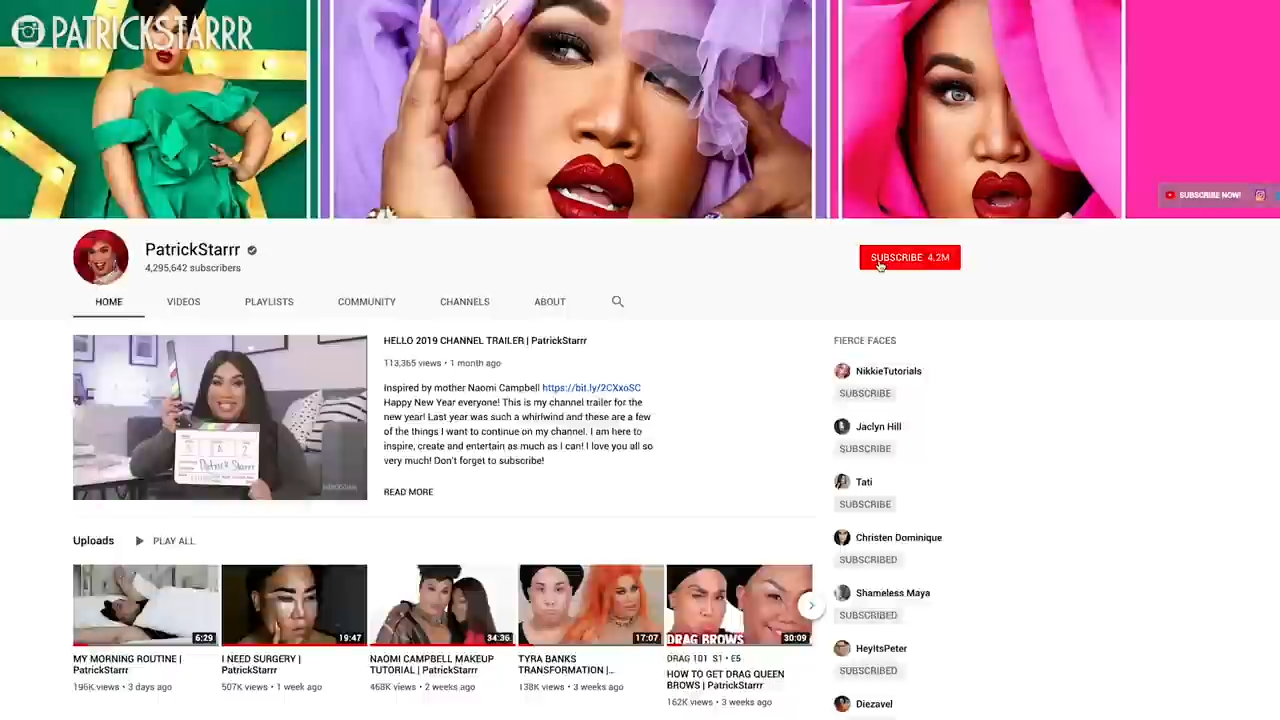 PATRICKSTARRR
SUBSCRIBE NOW!
PatrickStarrr
4,295,642 subscribers
SUBSCRIBE 4.2M
HOME VIDEOS PLAYLISTS COMMUNITY CHANNELS ABOUT
HELLO 2019 CHANNEL TRAILER | PatrickStarrr
113,365 views • 1 month ago
Inspired by mother Naomi Campbell https://bit.ly/2CXxoSC
Happy New Year everyone! This is my channel trailer for the
new year! Last year was such a whirlwind and these are a few
of the things I want to continue on my channel. I am here to
inspire, create and entertain as much as I can! I love you all so
very much! Don't forget to subscribe!
READ MORE
Patrick Starrr
PATRICKSTARRR
FIERCE FACES
NikkieTutorials
SUBSCRIBE
Jaclyn Hill
SUBSCRIBE
Tati
SUBSCRIBE
Christen Dominique
SUBSCRIBED
Shameless Maya
SUBSCRIBED
HeyItsPeter
SUBSCRIBED
Diezavel
Uploads PLAY ALL
6:29
MY MORNING ROUTINE |
PatrickStarrr
196K views • 3 days ago
19:47
I NEED SURGERY |
PatrickStarrr
507K views • 1 week ago
34:36
NAOMI CAMPBELL MAKEUP
TUTORIAL | PatrickStarrr
468K views • 2 weeks ago
17:07
TYRA BANKS
TRANSFORMATION |...
138K views • 3 weeks ago
DRAG BROWS
30:09
DRAG 101 S1 • E5
HOW TO GET DRAG QUEEN
BROWS | PatrickStarrr
162K views • 3 weeks ago